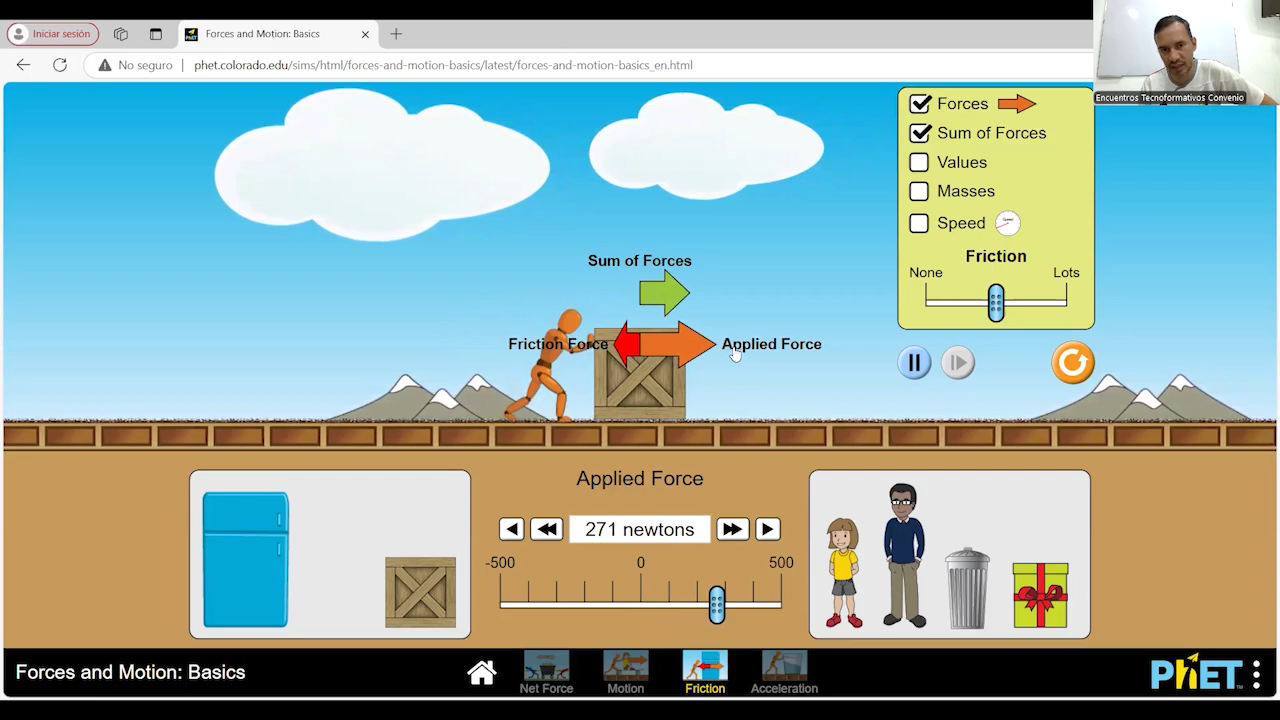 Iniciar sesión
PhET
Forces and Motion: Basics
No seguro
phet.colorado.edu/sims/html/forces-and-motion-basics/latest/forces-and-motion-basics_en.html
Encuentros Tecnoformativos Convenio
Forces
Sum of Forces
Values
Masses
Speed
Speed
Friction
None
Lots
Sum of Forces
Friction Force
Applied Force
Applied Force
271 newtons
-500
0
500
Forces and Motion: Basics
Net Force
Motion
Friction
Acceleration
PhET